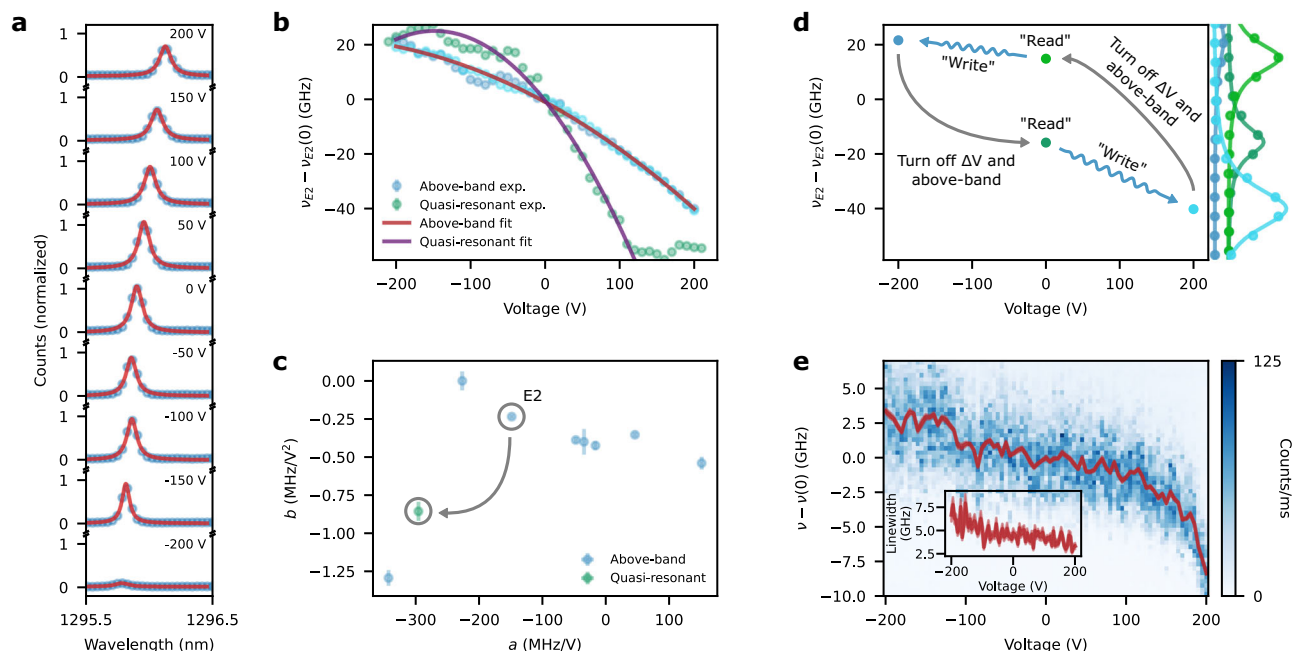 a
Counts (normalized)
1
0
200 V
1
0
150 V
1
0
100 V
1
0
50 V
1
0
0 V
1
0
-50 V
1
0
-100 V
1
0
-150 V
1
0
-200 V
1295.5 1296.5
Wavelength (nm)
b
ν_E2 − ν_E2(0) (GHz)
20
0
−20
−40
Above-band exp.
Quasi-resonant exp.
Above-band fit
Quasi-resonant fit
−200 −100 0 100 200
Voltage (V)
c
b (MHz/V²)
0.00
−0.25
−0.50
−0.75
−1.00
−1.25
E2
Above-band
Quasi-resonant
−300 −200 −100 0 100
a (MHz/V)
d
ν_E2 − ν_E2(0) (GHz)
20
0
−20
−40
"Read"
"Write"
Turn off ΔV and
above-band
"Read"
"Write"
Turn off ΔV and
above-band
−200 −100 0 100 200
Voltage (V)
e
ν − ν(0) (GHz)
5.0
2.5
0.0
−2.5
−5.0
−7.5
−10.0
Linewidth
(GHz)
7.5
5.0
2.5
−200 0 200
Voltage (V)
−200 −100 0 100 200
Voltage (V)
125
0
Counts/ms